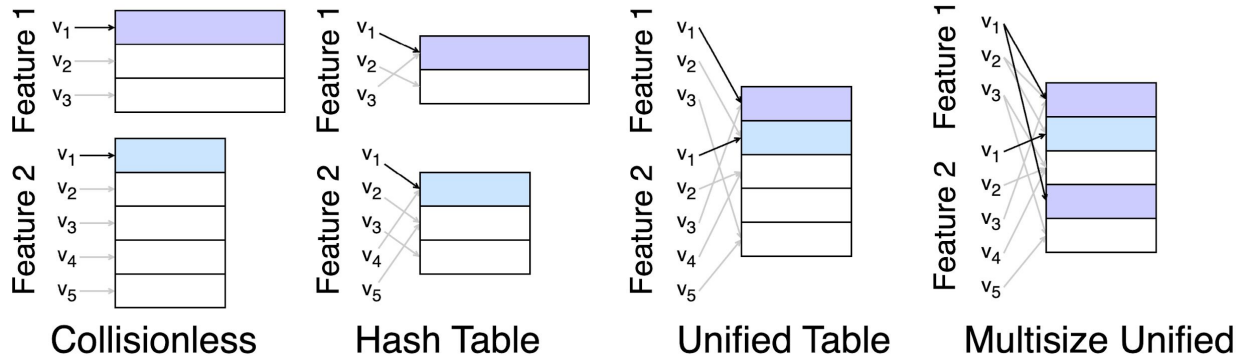 Feature 1
v1
v2
v3
Feature 2
v1
v2
v3
v4
v5
Collisionless
Feature 1
v1
v2
v3
Feature 2
v1
v2
v3
v4
v5
Hash Table
Feature 1
v1
v2
v3
Feature 2
v1
v2
v3
v4
v5
Unified Table
Feature 1
v1
v2
v3
Feature 2
v1
v2
v3
v4
v5
Multisize Unified